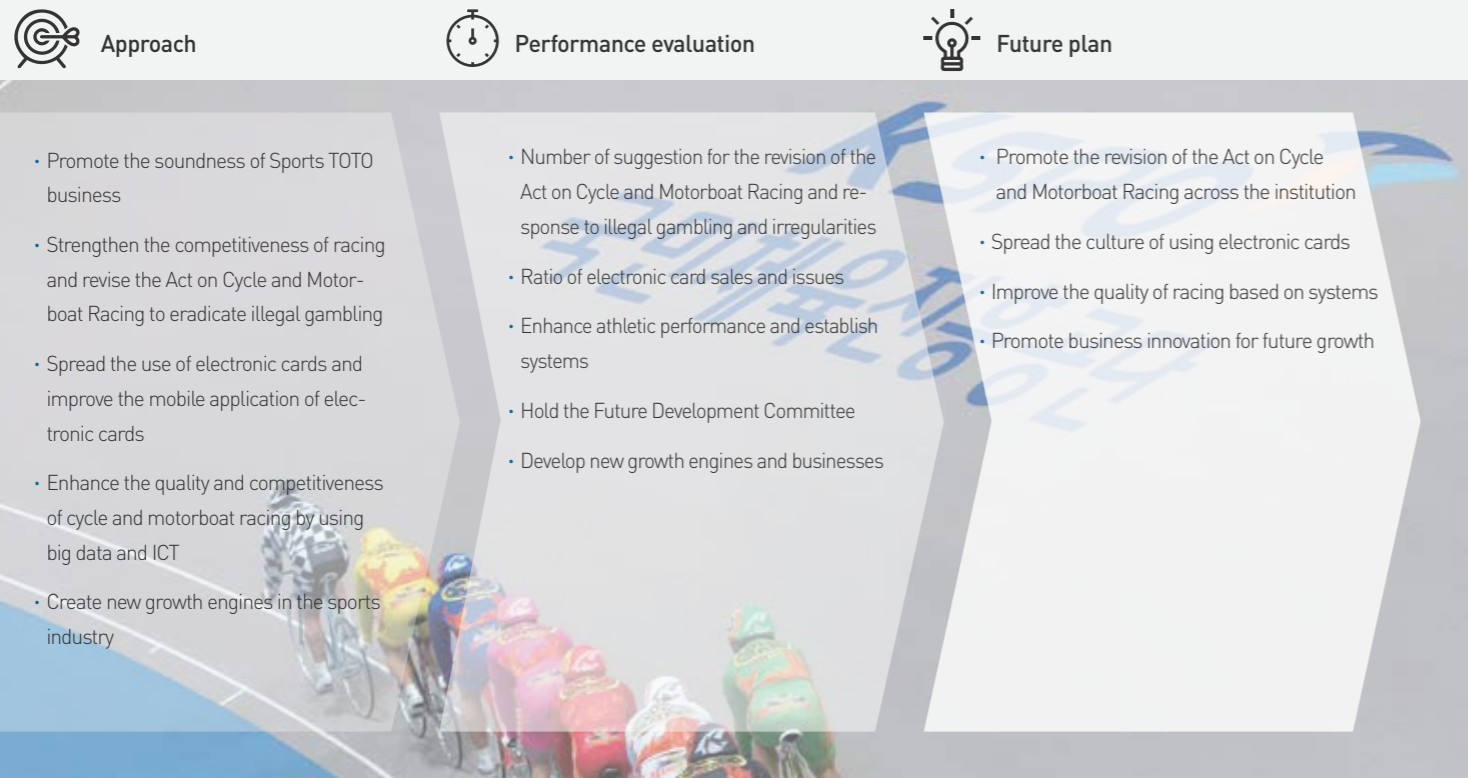 Approach
Performance evaluation
Future plan
· Promote the soundness of Sports TOTO
business
· Strengthen the competitiveness of racing
and revise the Act on Cycle and Motor-
boat Racing to eradicate illegal gambling
· Spread the use of electronic cards and
improve the mobile application of elec-
tronic cards
· Enhance the quality and competitiveness
of cycle and motorboat racing by using
big data and ICT
· Create new growth engines in the sports
industry
· Number of suggestion for the revision of the
Act on Cycle and Motorboat Racing and re-
sponse to illegal gambling and irregularities
· Ratio of electronic card sales and issues
· Enhance athletic performance and establish
systems
· Hold the Future Development Committee
· Develop new growth engines and businesses
· Promote the revision of the Act on Cycle
and Motorboat Racing across the institution
· Spread the culture of using electronic cards
· Improve the quality of racing based on systems
· Promote business innovation for future growth
KSPO